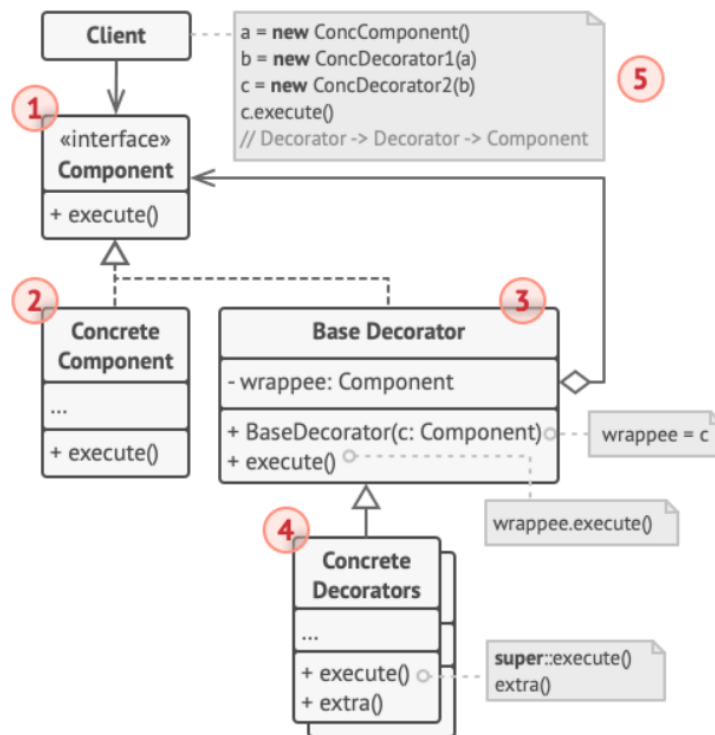 Client
a = new ConcComponent()
b = new ConcDecorator1(a)
c = new ConcDecorator2(b)
c.execute()
// Decorator -> Decorator -> Component
5
1
«interface»
Component
+ execute()
2
Concrete
Component
...
+ execute()
3
Base Decorator
- wrappee: Component
+ BaseDecorator(c: Component)
+ execute()
wrappee = c
wrappee.execute()
4
Concrete
Decorators
...
+ execute()
+ extra()
super::execute()
extra()